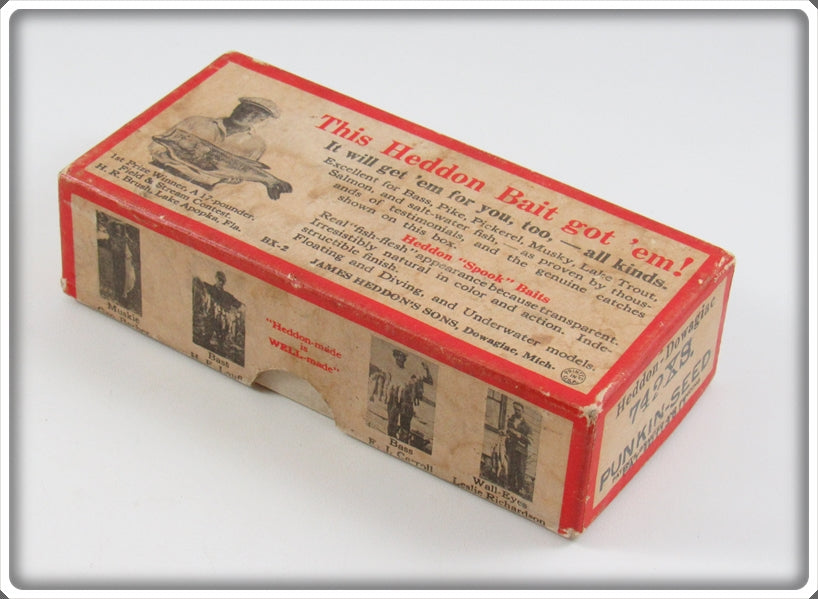 This Heddon Bait got 'em!
It will get 'em for you, too, — all kinds.
Excellent for Bass, Pike, Pickerel, Musky, Lake Trout,
Salmon, and salt-water fish, — as proven by thous-
ands of testimonials, and the genuine catches
shown on this box.
Heddon "Spook" Baits
Real "fish-flesh" appearance because transparent.
Irresistibly natural in color and action. Inde-
structible finish.
Floating and Diving, and Underwater models.
JAMES HEDDON'S SONS, Dowagiac, Mich.
BX-2
1st Prize Winner, A 17-pounder,
Field & Stream Contest,
H. R. Brush, Lake Apopka, Fla.
PRINTED
IN
U.S.A.
Muskie
Bass
"Heddon-made
is
WELL-made"
Bass
E. J. Carroll
Wall-Eyes
Leslie Richardson
Heddon-Dowagiac
740 XS
PUNKIN-SEED